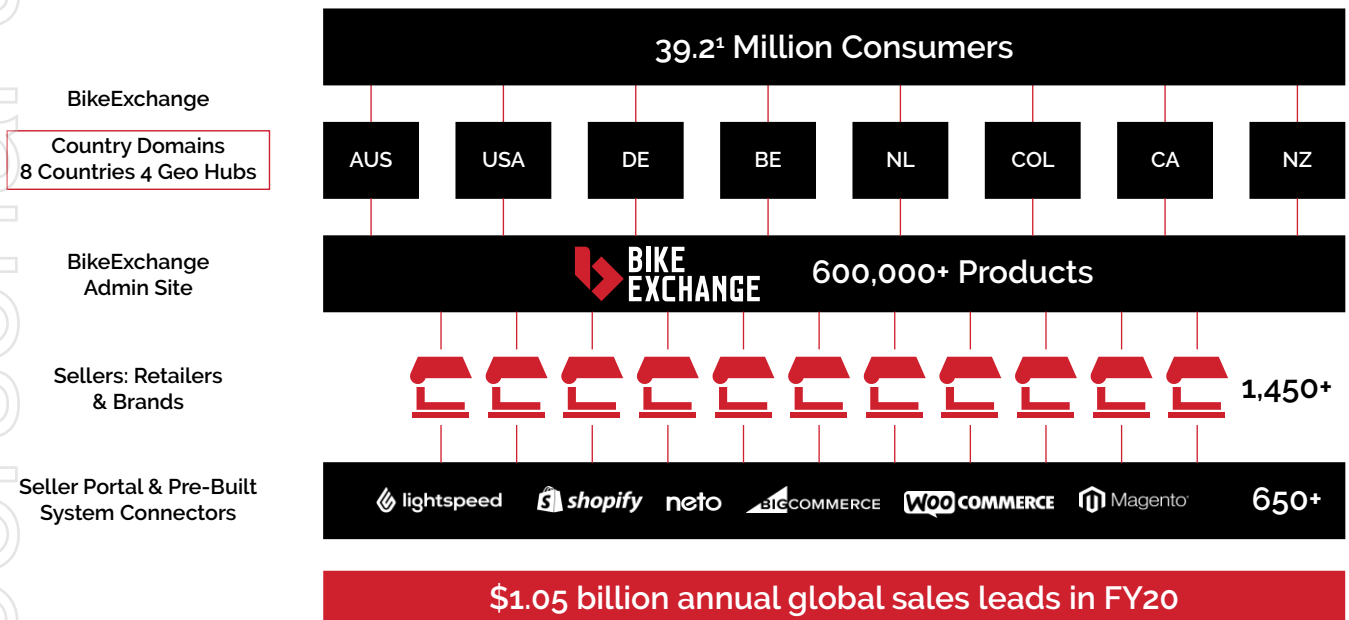 39.2¹ Million Consumers
BikeExchange
Country Domains
8 Countries 4 Geo Hubs
AUS
USA
DE
BE
NL
COL
CA
NZ
BikeExchange
Admin Site
BIKE
EXCHANGE
600,000+ Products
Sellers: Retailers
& Brands
1,450+
Seller Portal & Pre-Built
System Connectors
lightspeed
shopify
neto
BIGCOMMERCE
WOO COMMERCE
Magento
650+
$1.05 billion annual global sales leads in FY20